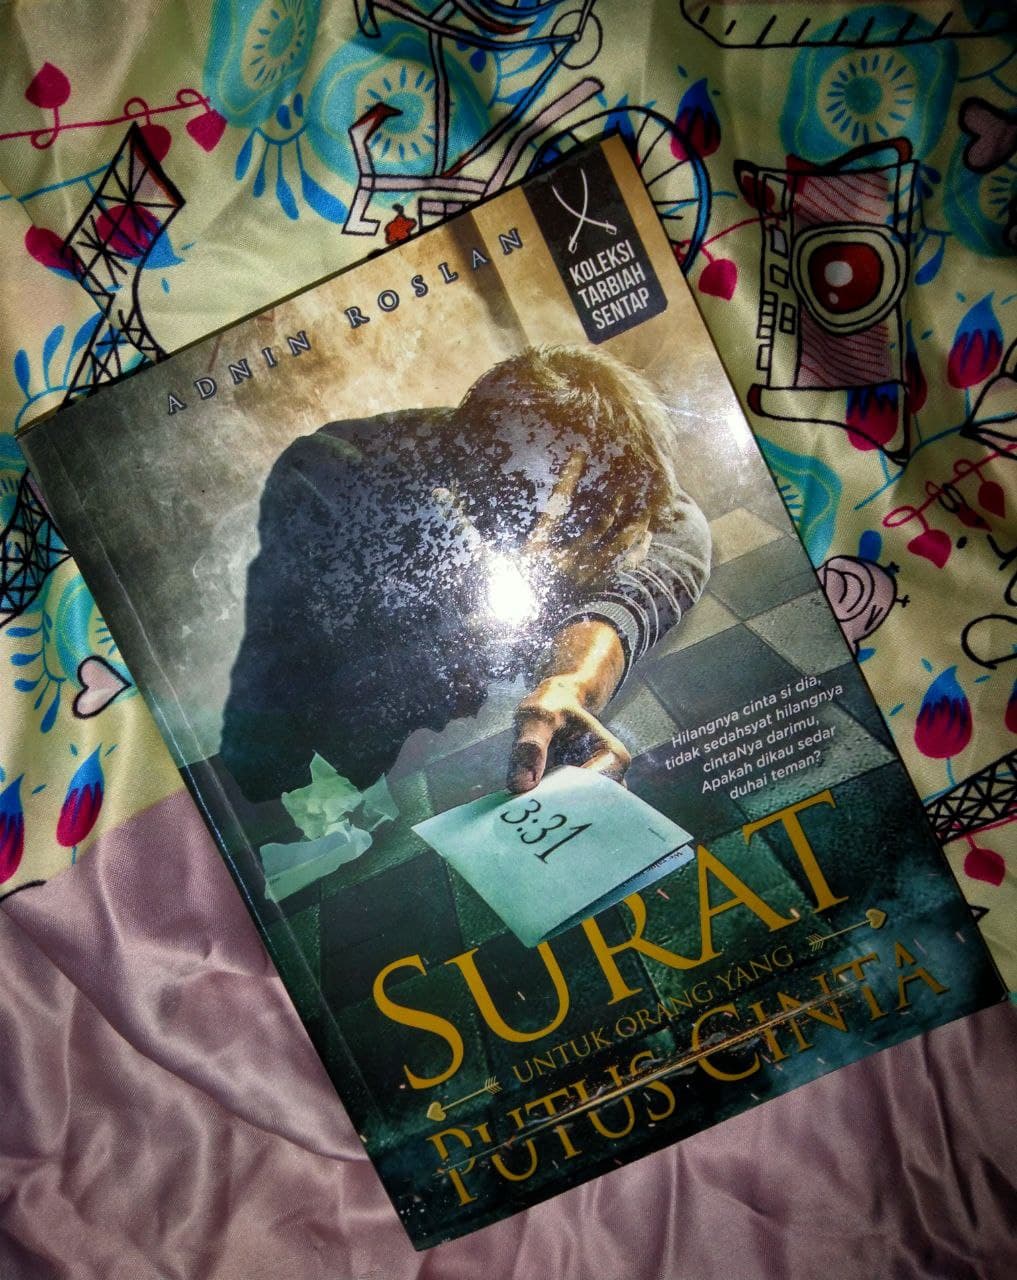 ADNIN ROSLAN
KOLEKSI
TARBIAH
SENTAP
Hilangnya cinta si dia,
tidak sedahsyat hilangnya
cintaNya darimu,
Apakah dikau sedar
duhai teman?
3:31
SURAT
UNTUK ORANG YANG
PUTUS CINTA